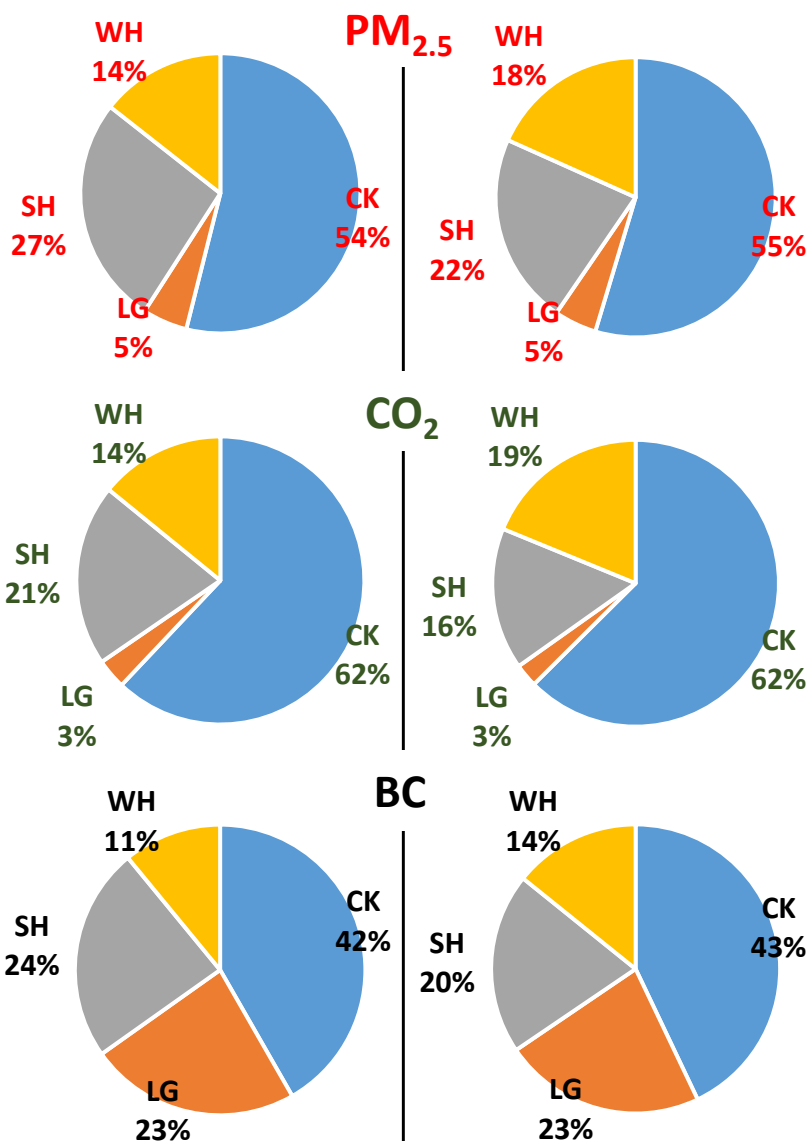 PM2.5
WH
14%
SH
27%
LG
5%
CK
54%
WH
18%
SH
22%
LG
5%
CK
55%
CO2
WH
14%
SH
21%
LG
3%
CK
62%
WH
19%
SH
16%
LG
3%
CK
62%
BC
WH
11%
SH
24%
LG
23%
CK
42%
WH
14%
SH
20%
LG
23%
CK
43%